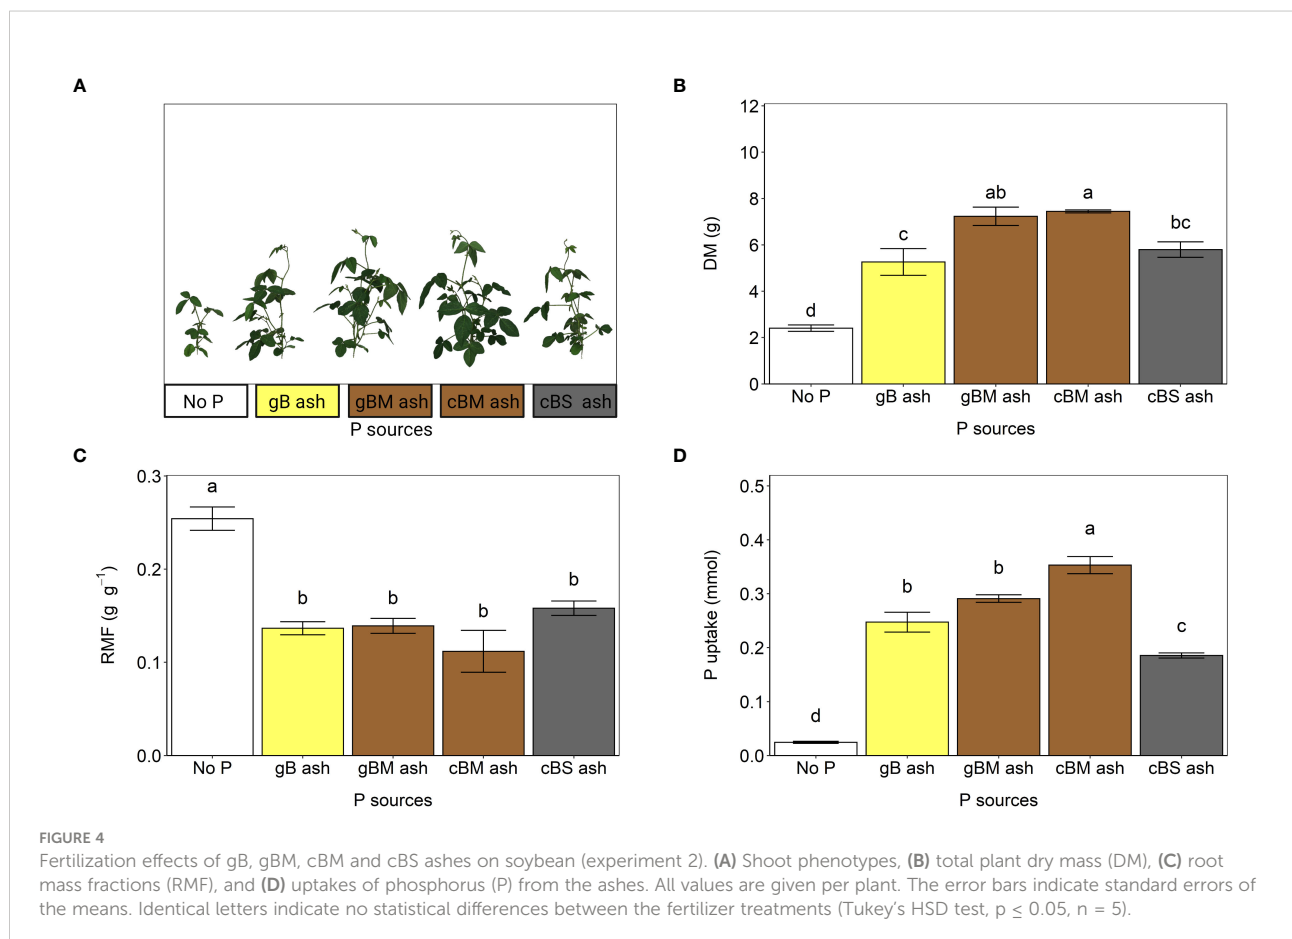 A
No P
gB ash
gBM ash
cBM ash
cBS ash
P sources
B
12
10
8
6
4
2
0
DM (g)
d
c
ab
a
bc
No P
gB ash
gBM ash
cBM ash
cBS ash
P sources
C
0.3
0.2
0.1
0.0
RMF (g g⁻¹)
a
b
b
b
b
No P
gB ash
gBM ash
cBM ash
cBS ash
P sources
D
0.5
0.4
0.3
0.2
0.1
0.0
P uptake (mmol)
d
b
b
a
c
No P
gB ash
gBM ash
cBM ash
cBS ash
P sources
FIGURE 4
Fertilization effects of gB, gBM, cBM and cBS ashes on soybean (experiment 2). (A) Shoot phenotypes, (B) total plant dry mass (DM), (C) root
mass fractions (RMF), and (D) uptakes of phosphorus (P) from the ashes. All values are given per plant. The error bars indicate standard errors of
the means. Identical letters indicate no statistical differences between the fertilizer treatments (Tukey's HSD test, p ≤ 0.05, n = 5).